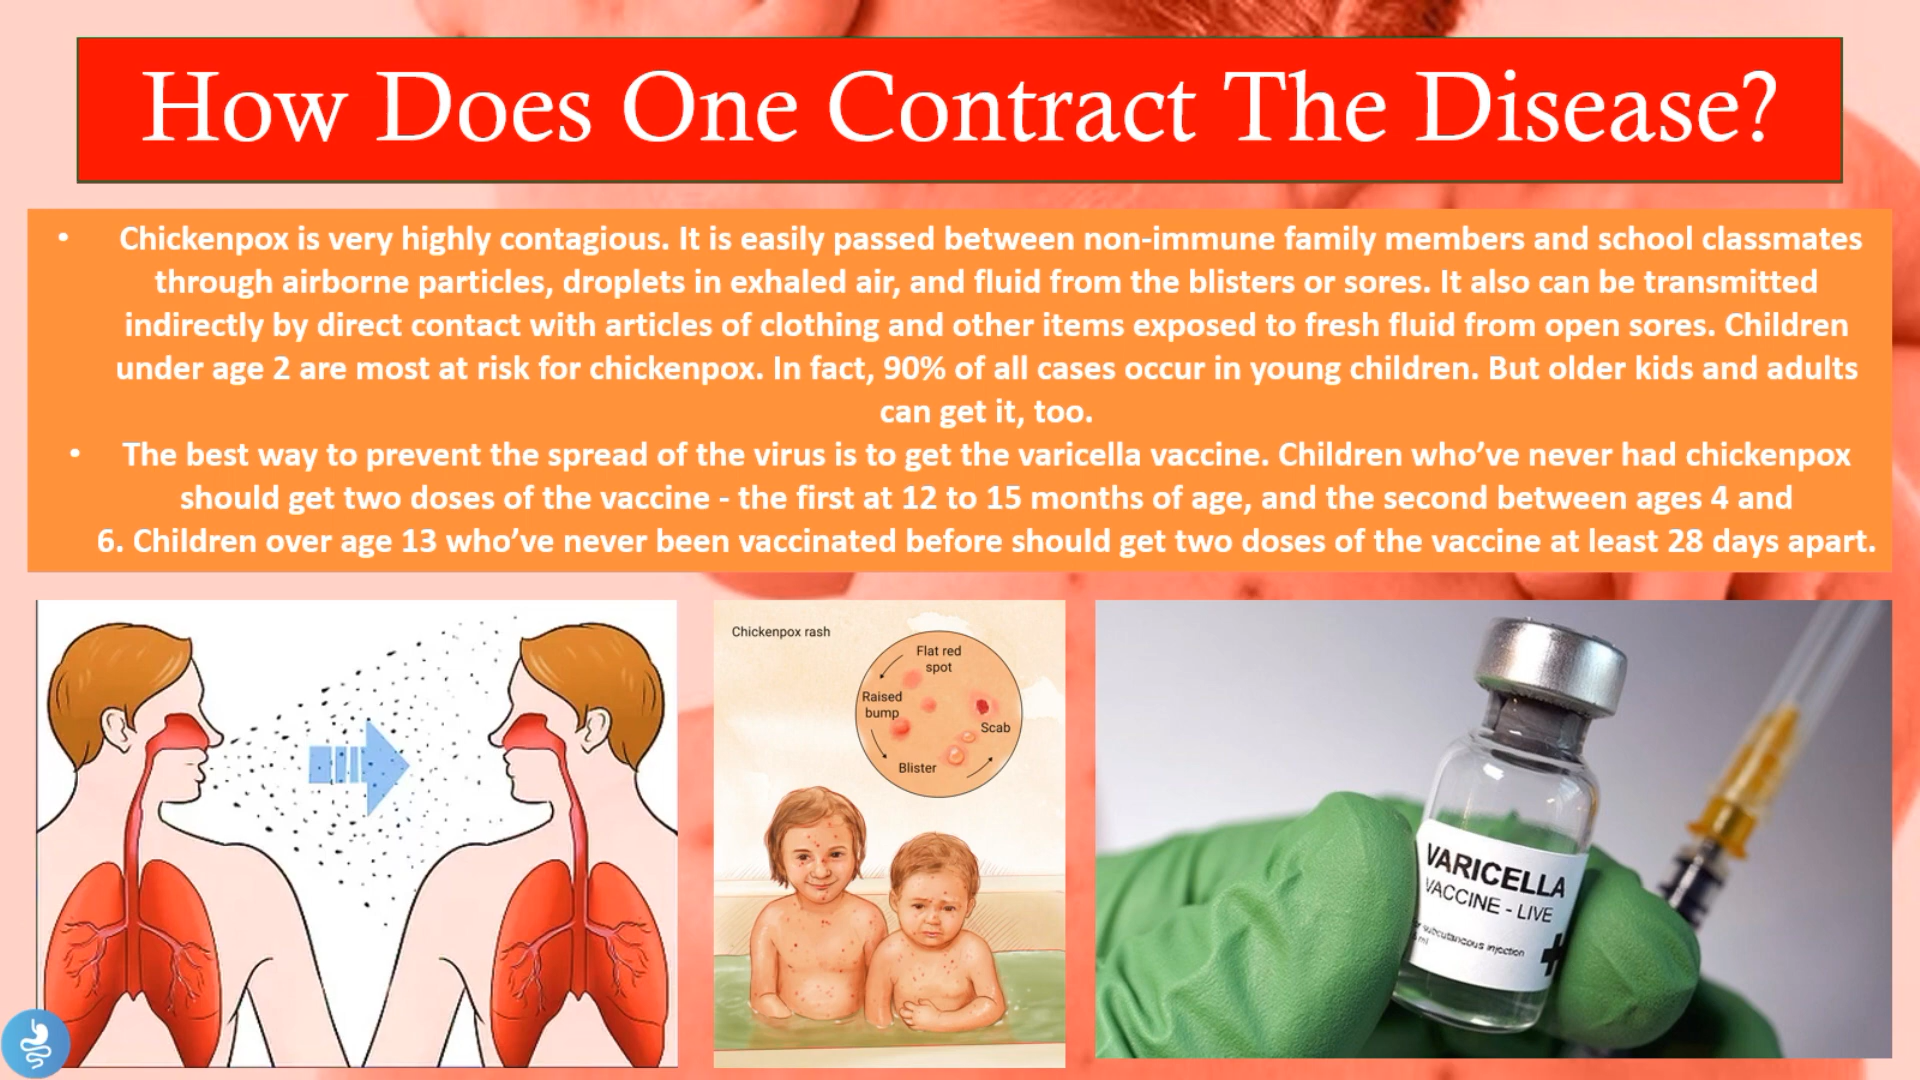 How Does One Contract The Disease?
• Chickenpox is very highly contagious. It is easily passed between non-immune family members and school classmates
through airborne particles, droplets in exhaled air, and fluid from the blisters or sores. It also can be transmitted
indirectly by direct contact with articles of clothing and other items exposed to fresh fluid from open sores. Children
under age 2 are most at risk for chickenpox. In fact, 90% of all cases occur in young children. But older kids and adults
can get it, too.
• The best way to prevent the spread of the virus is to get the varicella vaccine. Children who’ve never had chickenpox
should get two doses of the vaccine - the first at 12 to 15 months of age, and the second between ages 4 and
6. Children over age 13 who’ve never been vaccinated before should get two doses of the vaccine at least 28 days apart.
Chickenpox rash
Flat red
spot
Raised
bump
Scab
Blister
VARICELLA
VACCINE - LIVE
subcutaneous injection
ml